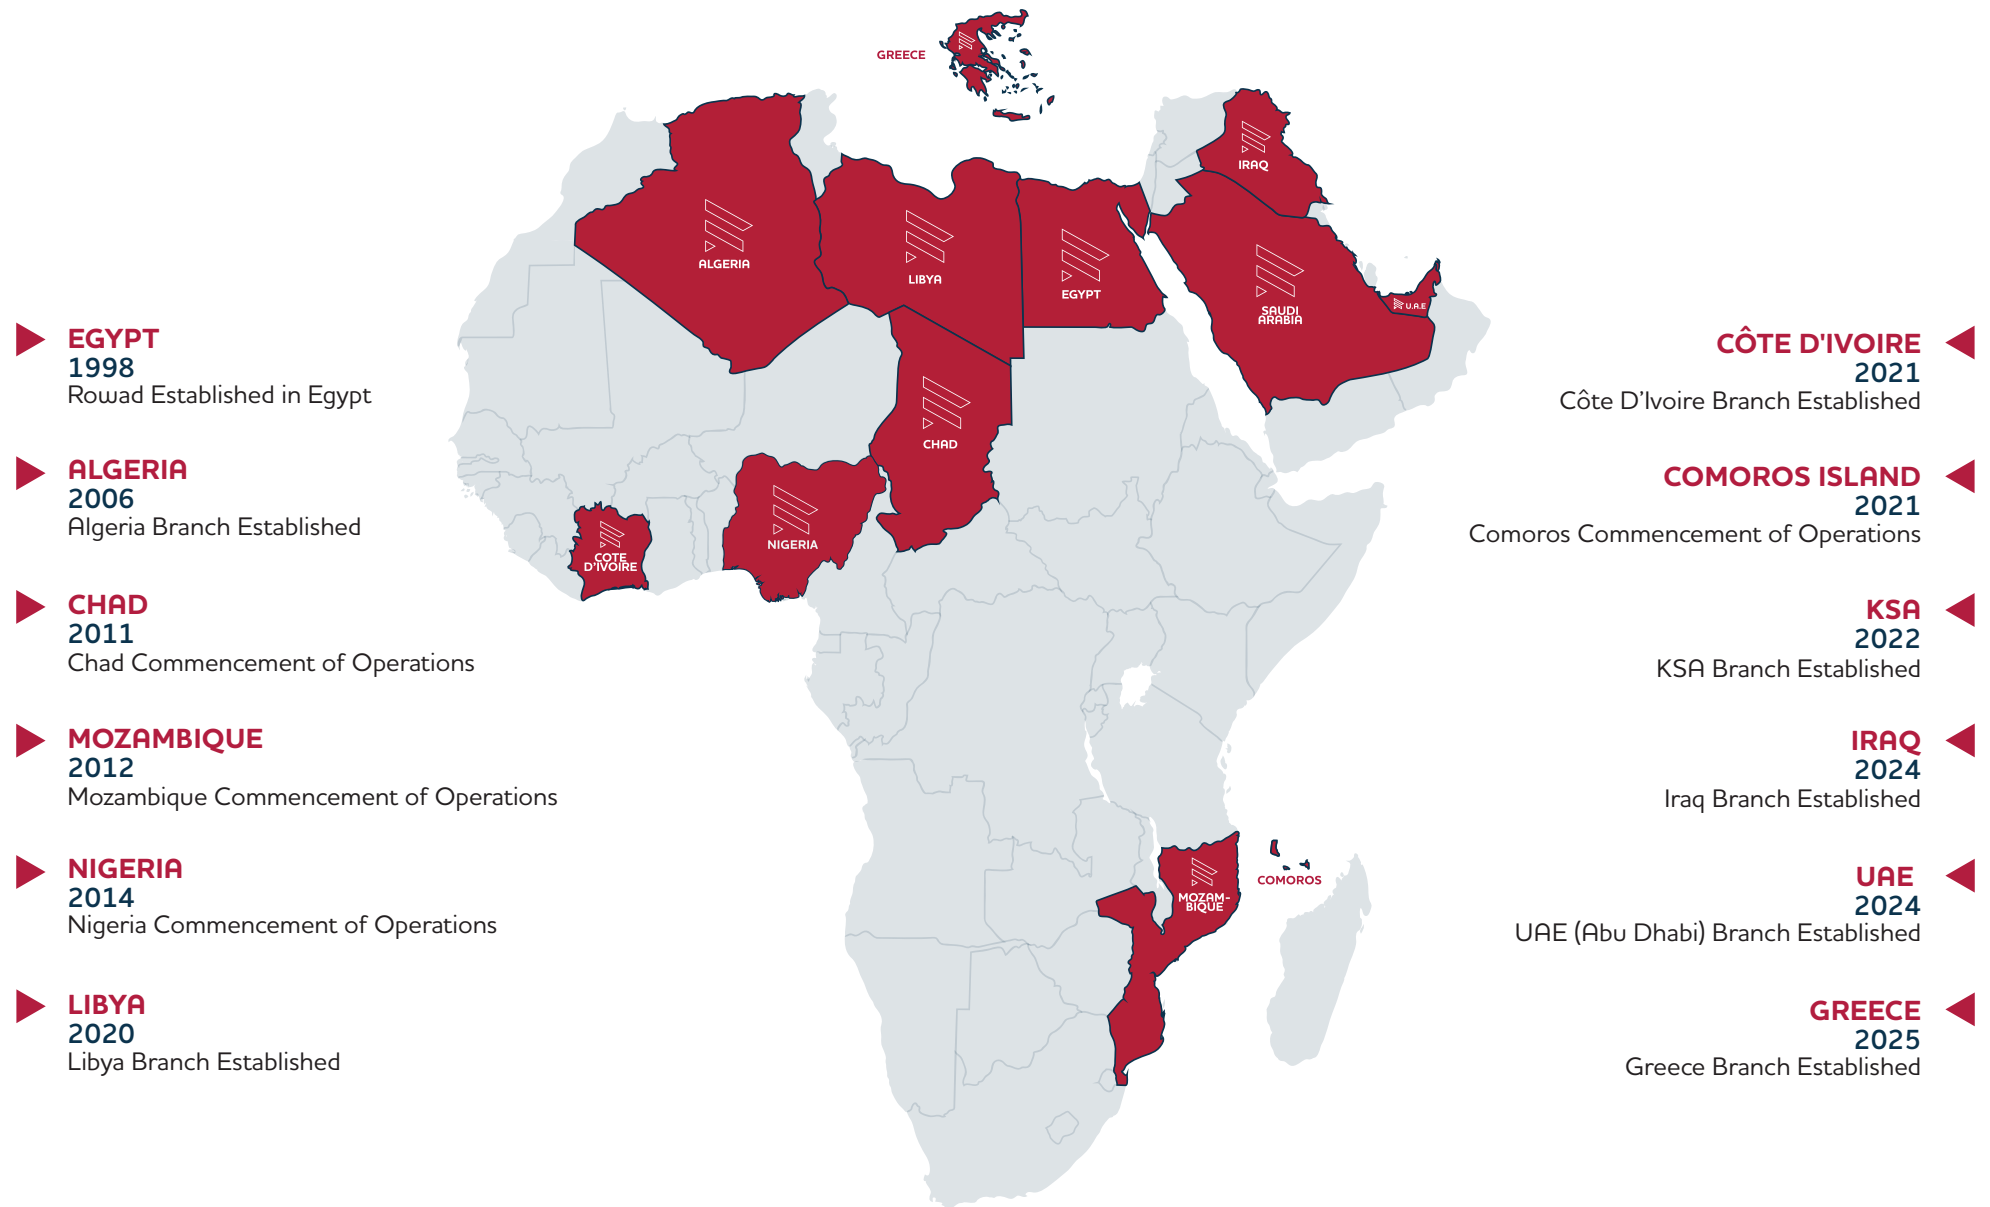 EGYPT
1998
Rowad Established in Egypt
ALGERIA
2006
Algeria Branch Established
CHAD
2011
Chad Commencement of Operations
MOZAMBIQUE
2012
Mozambique Commencement of Operations
NIGERIA
2014
Nigeria Commencement of Operations
LIBYA
2020
Libya Branch Established
GREECE
ALGERIA
LIBYA
EGYPT
IRAQ
SAUDI
ARABIA
U.A.E
CHAD
NIGERIA
COTE
D'IVOIRE
MOZAM-
BIQUE
COMOROS
CÔTE D'IVOIRE
2021
Côte D’Ivoire Branch Established
COMOROS ISLAND
2021
Comoros Commencement of Operations
KSA
2022
KSA Branch Established
IRAQ
2024
Iraq Branch Established
UAE
2024
UAE (Abu Dhabi) Branch Established
GREECE
2025
Greece Branch Established